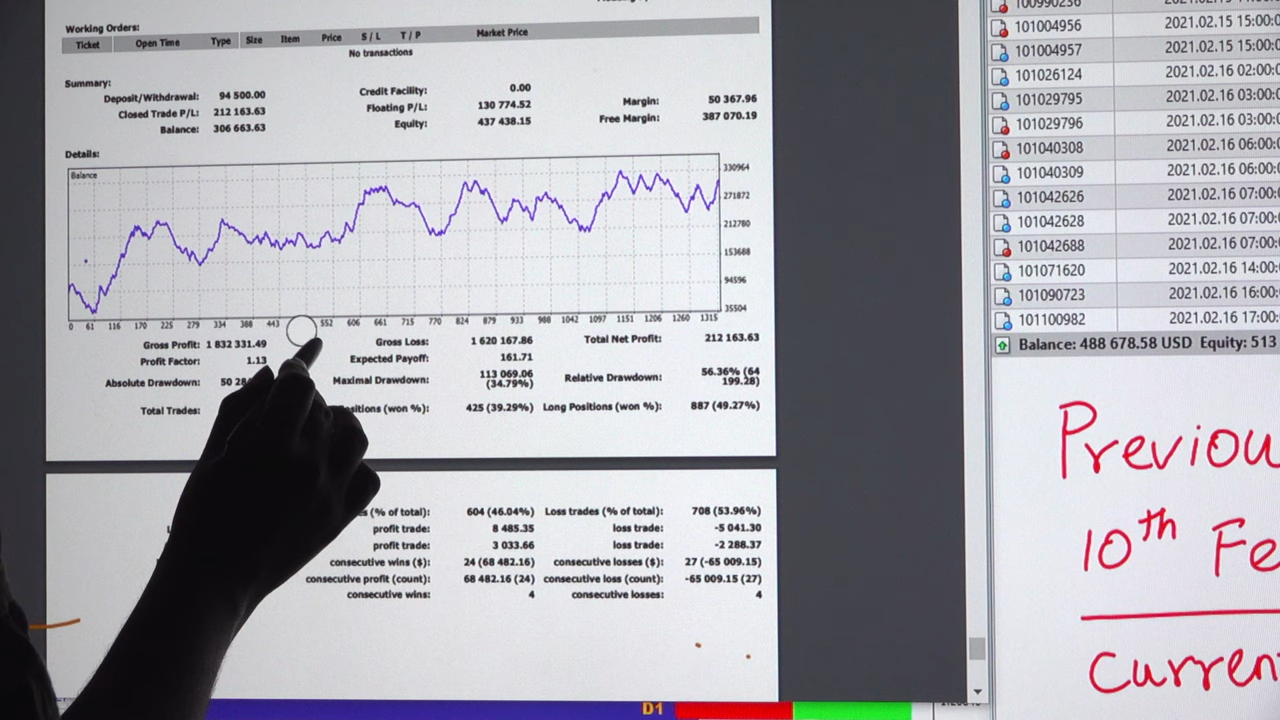 Working Orders:
Ticket Open Time Type Size Item Price S / L T / P Market Price
No transactions
Summary:
Deposit/Withdrawal: 94 500.00 Credit Facility: 0.00
Closed Trade P/L: 212 163.63 Floating P/L: 130 774.52 Margin: 50 367.96
Balance: 306 663.63 Equity: 437 438.15 Free Margin: 387 070.19
Details:
Balance
330964
271872
212780
153688
94596
35504
0 61 116 170 225 279 334 388 443 552 606 661 715 770 824 879 933 988 1042 1097 1151 1206 1260 1315
Gross Profit: 1 832 331.49 Gross Loss: 1 620 167.86 Total Net Profit: 212 163.63
Profit Factor: 1.13 Expected Payoff: 161.71
Absolute Drawdown: 50 28 Maximal Drawdown: 113 069.06 (34.79%) Relative Drawdown: 56.36% (64 199.28)
Total Trades: ositions (won %): 425 (39.29%) Long Positions (won %): 887 (49.27%)
(% of total): 604 (46.04%) Loss trades (% of total): 708 (53.96%)
profit trade: 8 485.35 loss trade: -5 041.30
profit trade: 3 033.66 loss trade: -2 288.37
consecutive wins ($): 24 (68 482.16) consecutive losses ($): 27 (-65 009.15)
consecutive profit (count): 68 482.16 (24) consecutive loss (count): -65 009.15 (27)
consecutive wins: 4 consecutive losses: 4
D1
100990236
101004956 2021.02.15 15:00:
101004957 2021.02.15 15:00:
101026124 2021.02.16 02:00:
101029795 2021.02.16 03:00:
101029796 2021.02.16 03:00:
101040308 2021.02.16 06:00:
101040309 2021.02.16 06:00:
101042626 2021.02.16 07:00:
101042628 2021.02.16 07:00:
101042688 2021.02.16 07:00:
101071620 2021.02.16 14:00:
101090723 2021.02.16 16:00:
101100982 2021.02.16 17:00:
Balance: 488 678.58 USD Equity: 513
Previou
10th Fe
Curren